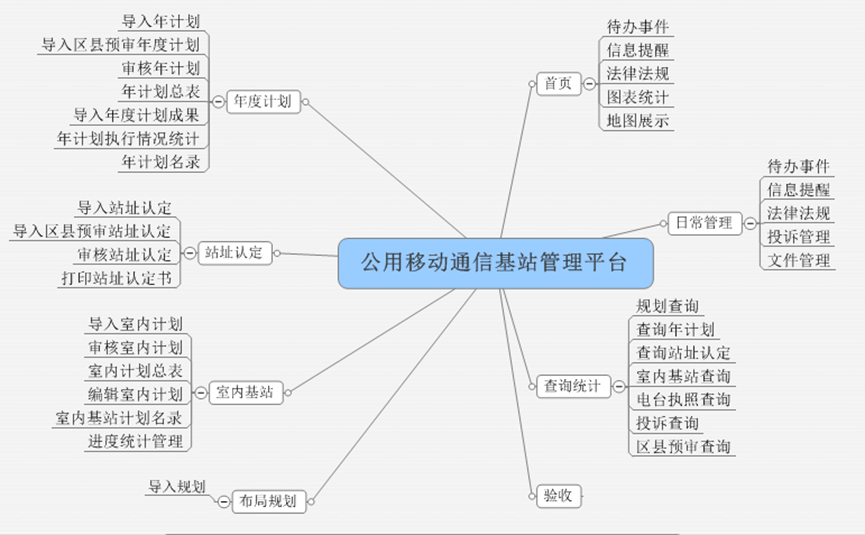 公用移动通信基站管理平台
首页
待办事件
信息提醒
法律法规
图表统计
地图展示
日常管理
待办事件
信息提醒
法律法规
投诉管理
文件管理
查询统计
规划查询
查询年计划
查询站址认定
室内基站查询
电台执照查询
投诉查询
区县预审查询
验收
年度计划
导入年计划
导入区县预审年度计划
审核年计划
年计划总表
导入年度计划成果
年计划执行情况统计
年计划名录
站址认定
导入站址认定
导入区县预审站址认定
审核站址认定
打印站址认定书
室内基站
导入室内计划
审核室内计划
室内计划总表
编辑室内计划
室内基站计划名录
进度统计管理
布局规划
导入规划